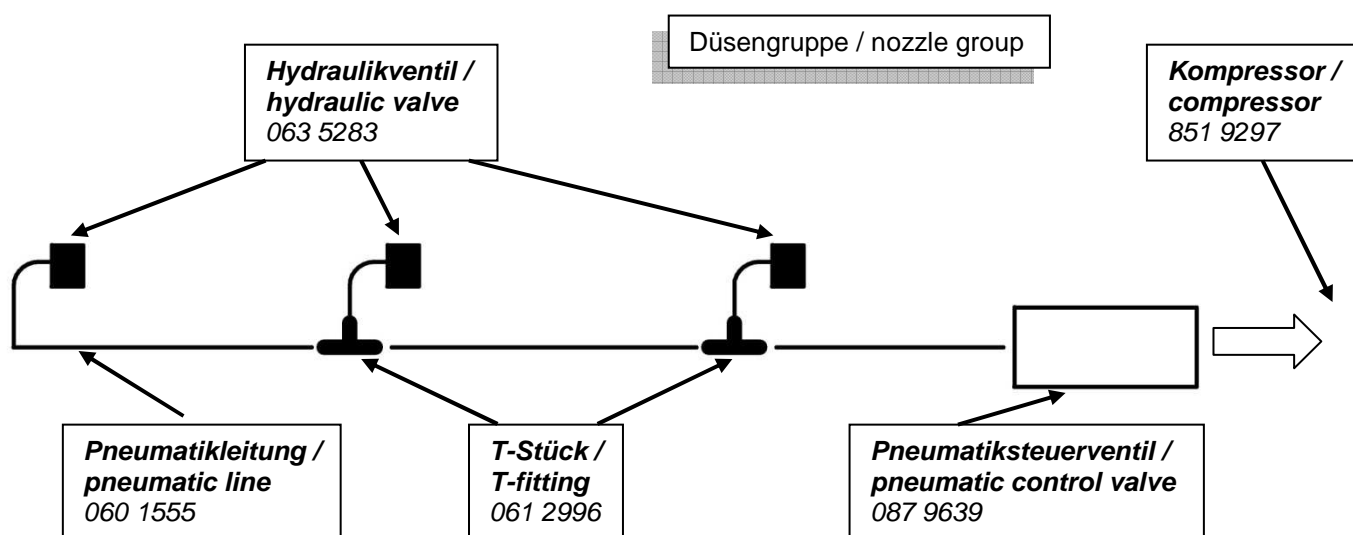 Düsengruppe / nozzle group
Hydraulikventil /
hydraulic valve
063 5283
Kompressor /
compressor
851 9297
Pneumatikleitung /
pneumatic line
060 1555
T-Stück /
T-fitting
061 2996
Pneumatiksteuerventil /
pneumatic control valve
087 9639